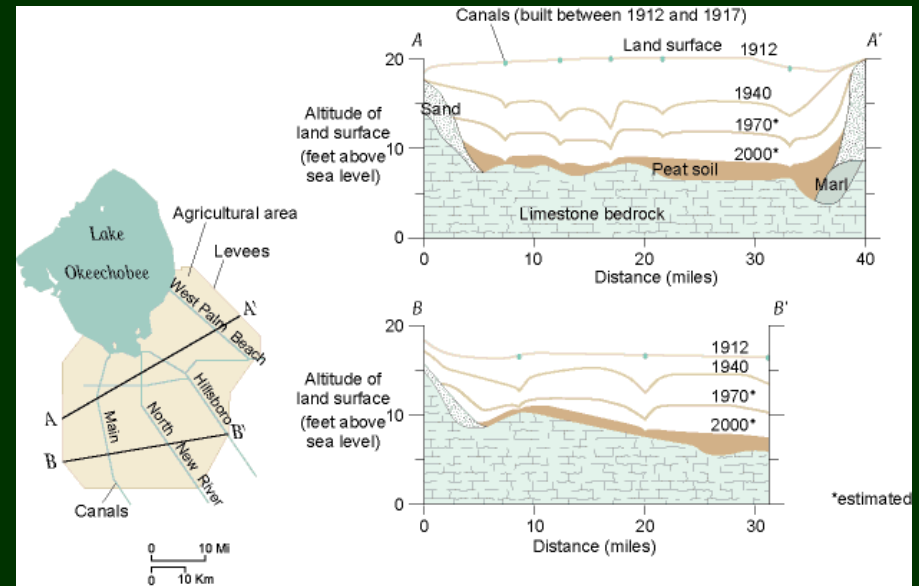 Canals (built between 1912 and 1917)
A
A'
Land surface
1912
20
1940
Sand
Altitude of
land surface
(feet above
sea level)
1970*
10
2000*
Peat soil
Marl
Limestone bedrock
0
0
10
20
30
40
Distance (miles)
Lake
Okeechobee
Agricultural area
Levees
West Palm Beach
A'
A
Main
North New River
Hillsboro
B'
B
Canals
0
10 Mi
0
10 Km
B
B'
20
1912
1940
Altitude of
land surface
(feet above
sea level)
1970*
10
2000*
0
0
10
20
30
Distance (miles)
*estimated